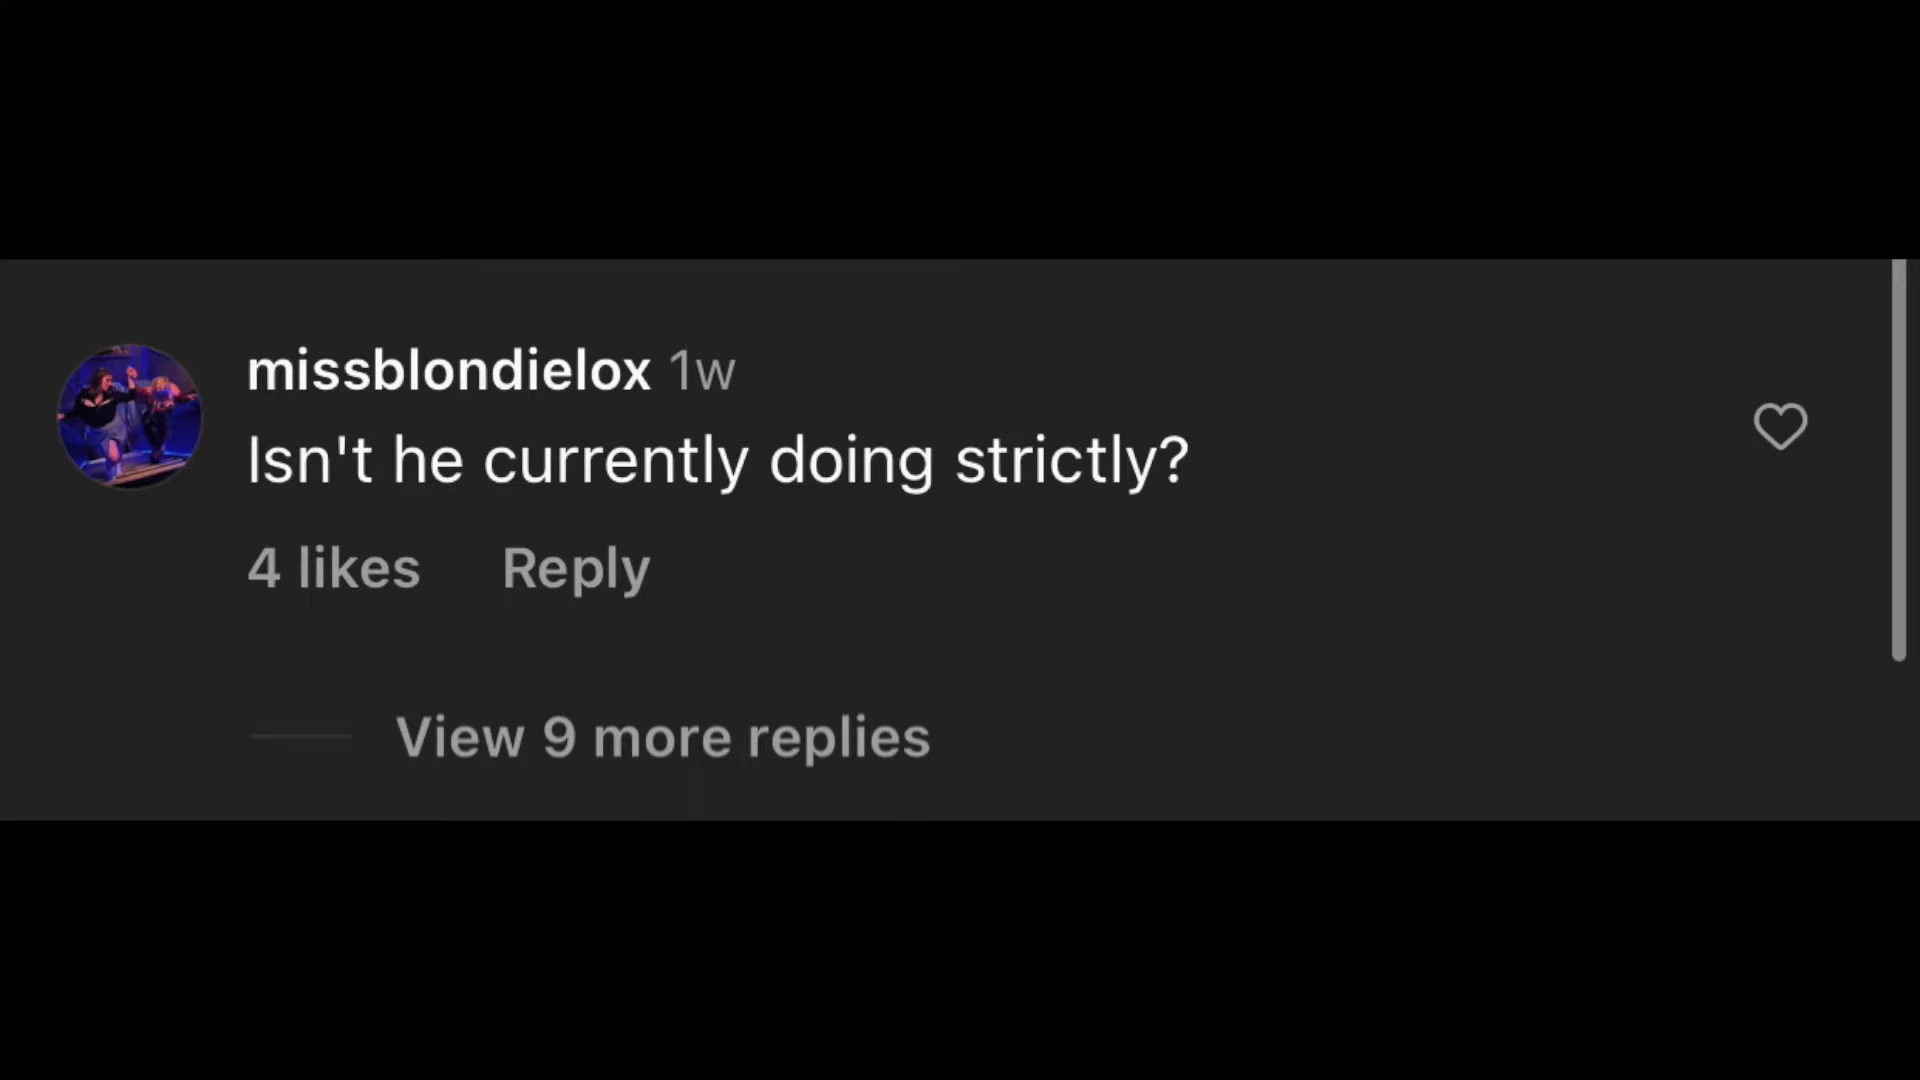 missblondielox 1w
Isn't he currently doing strictly?
4 likes Reply
View 9 more replies